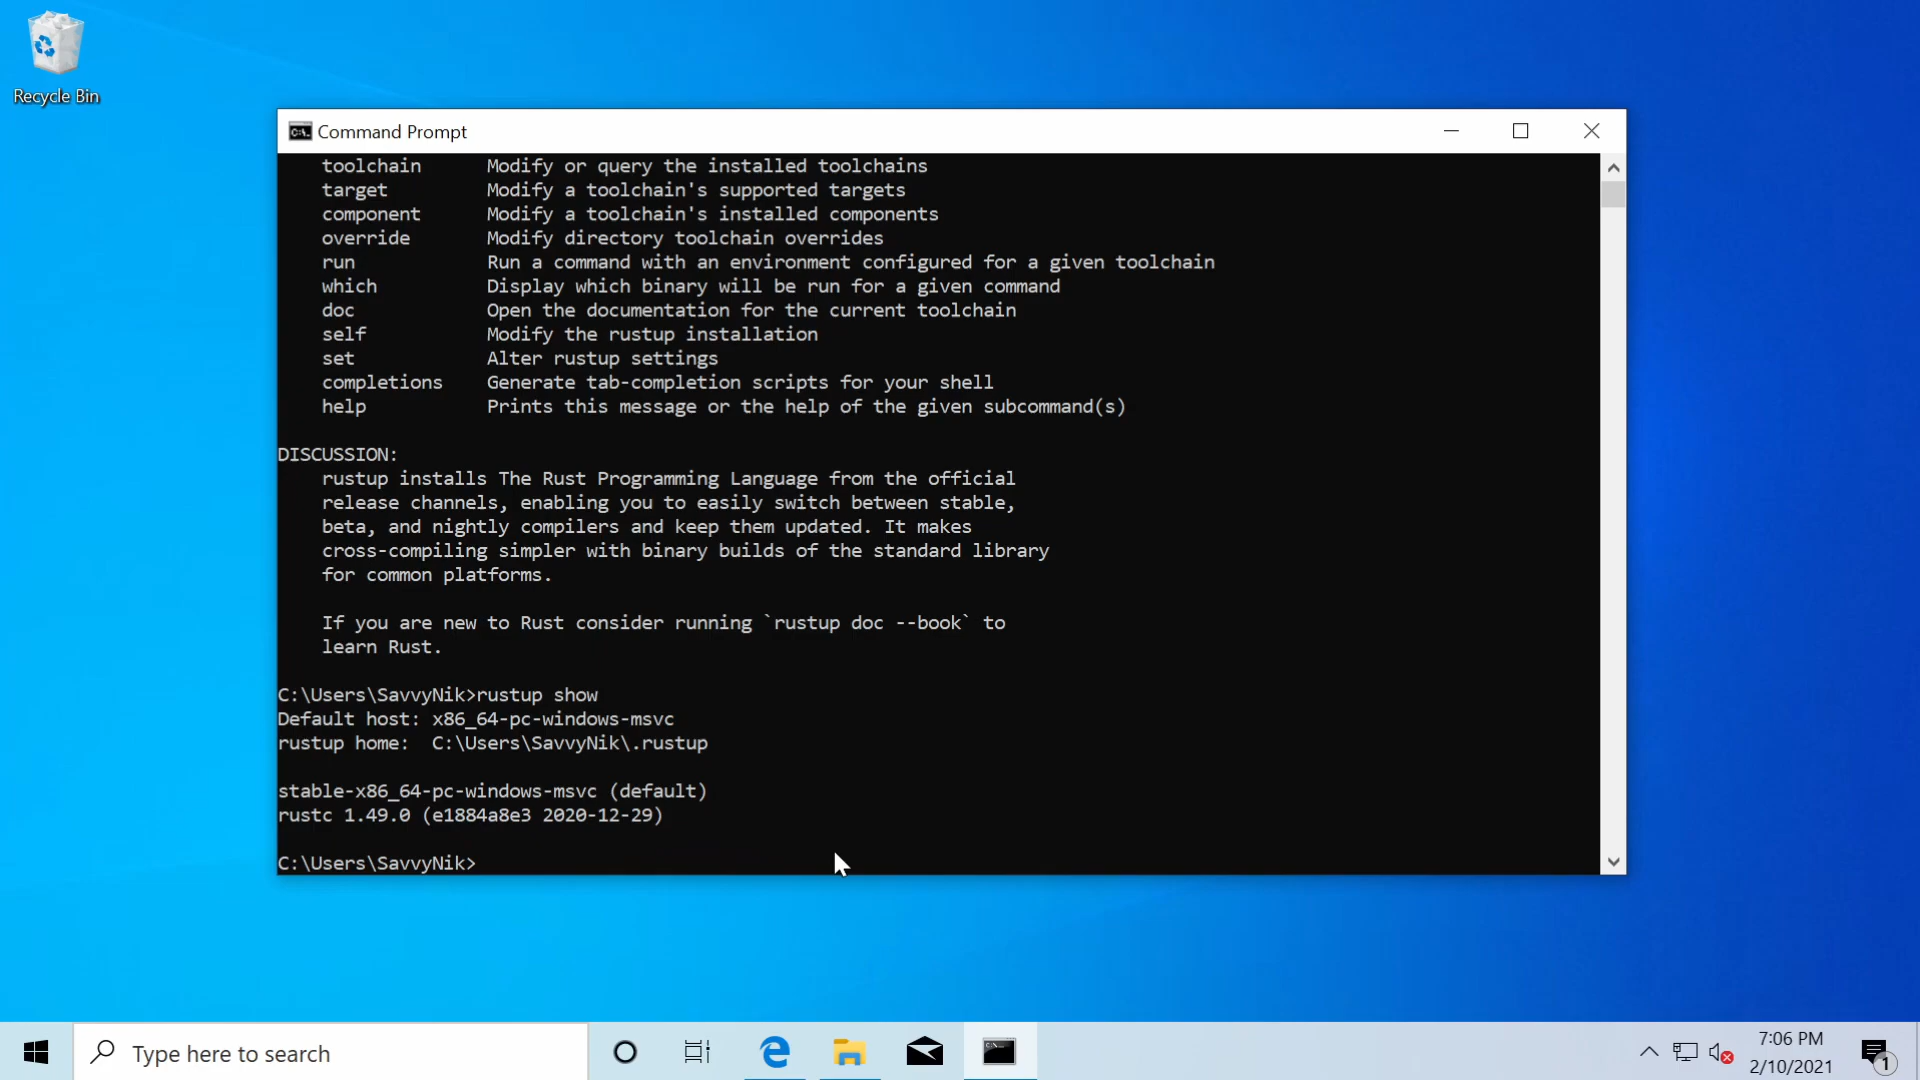 Recycle Bin
Command Prompt
toolchain Modify or query the installed toolchains
target Modify a toolchain's supported targets
component Modify a toolchain's installed components
override Modify directory toolchain overrides
run Run a command with an environment configured for a given toolchain
which Display which binary will be run for a given command
doc Open the documentation for the current toolchain
self Modify the rustup installation
set Alter rustup settings
completions Generate tab-completion scripts for your shell
help Prints this message or the help of the given subcommand(s)
DISCUSSION:
rustup installs The Rust Programming Language from the official
release channels, enabling you to easily switch between stable,
beta, and nightly compilers and keep them updated. It makes
cross-compiling simpler with binary builds of the standard library
for common platforms.
If you are new to Rust consider running `rustup doc --book` to
learn Rust.
C:\Users\SavvyNik>rustup show
Default host: x86_64-pc-windows-msvc
rustup home:  C:\Users\SavvyNik\.rustup
stable-x86_64-pc-windows-msvc (default)
rustc 1.49.0 (e1884a8e3 2020-12-29)
C:\Users\SavvyNik>
Type here to search
7:06 PM
2/10/2021
1